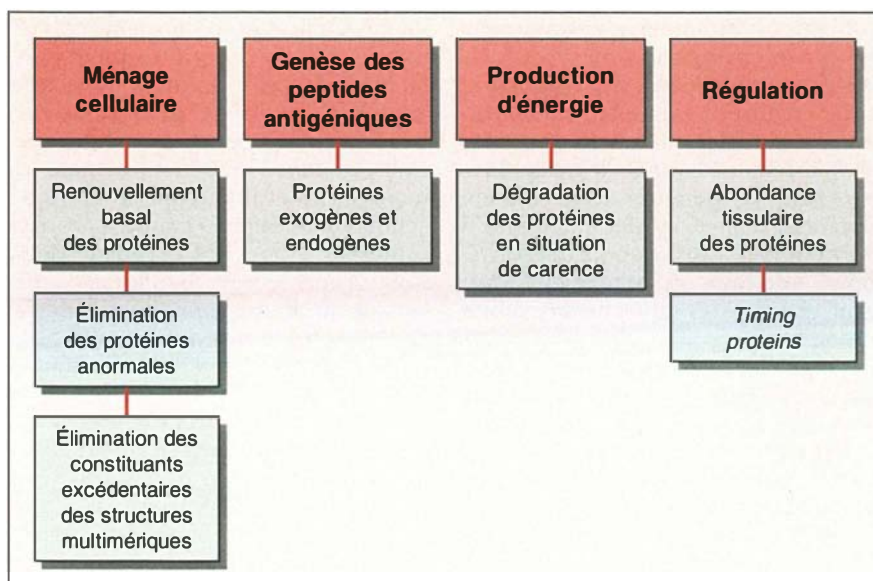 Ménage
cellulaire
Renouvellement
basal
des protéines
Élimination
des protéines
anormales
Élimination des
constituants
excédentaires
des structures
multimériques
Genèse des
peptides
antigéniques
Protéines
exogènes et
endogènes
Production
d'énergie
Dégradation
des protéines
en situation
de carence
Régulation
Abondance
tissulaire
des protéines
Timing
proteins